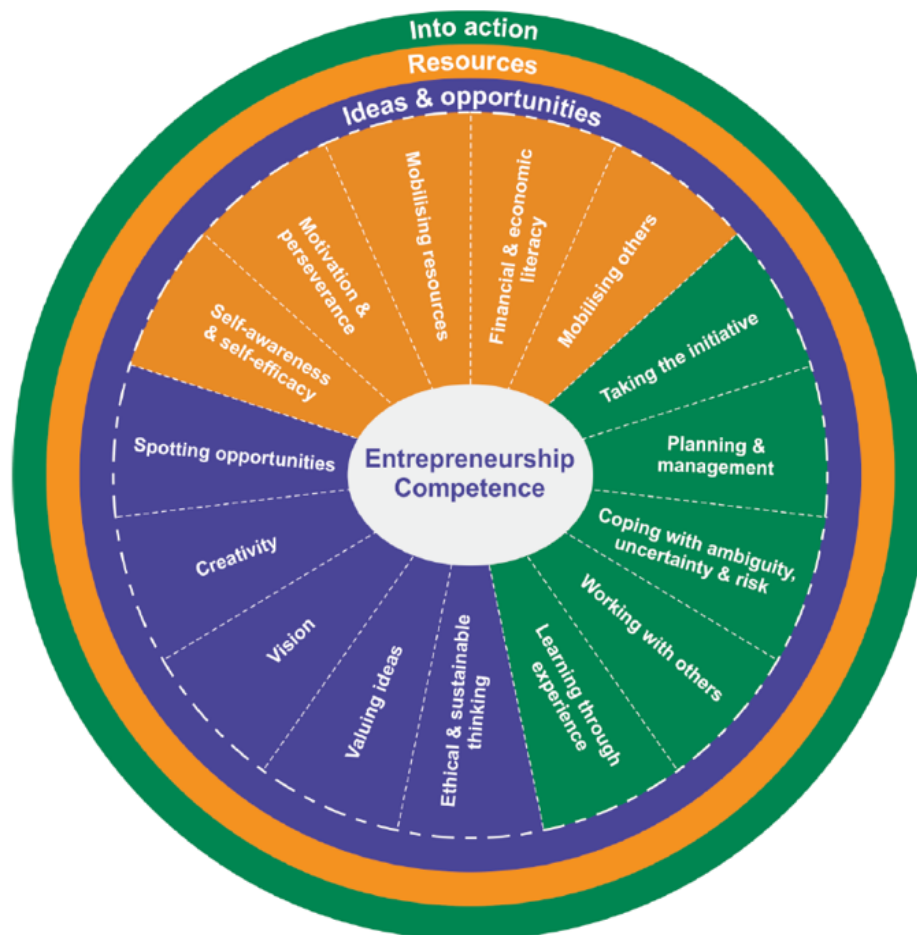 Into action
Resources
Ideas & opportunities
Self-awareness
& self-efficacy
Motivation &
perseverance
Mobilising resources
Financial & economic
literacy
Mobilising others
Taking the initiative
Planning &
management
Coping with ambiguity,
uncertainty & risk
Working with others
Learning through
experience
Ethical & sustainable
thinking
Valuing ideas
Vision
Creativity
Spotting opportunities
Entrepreneurship
Competence